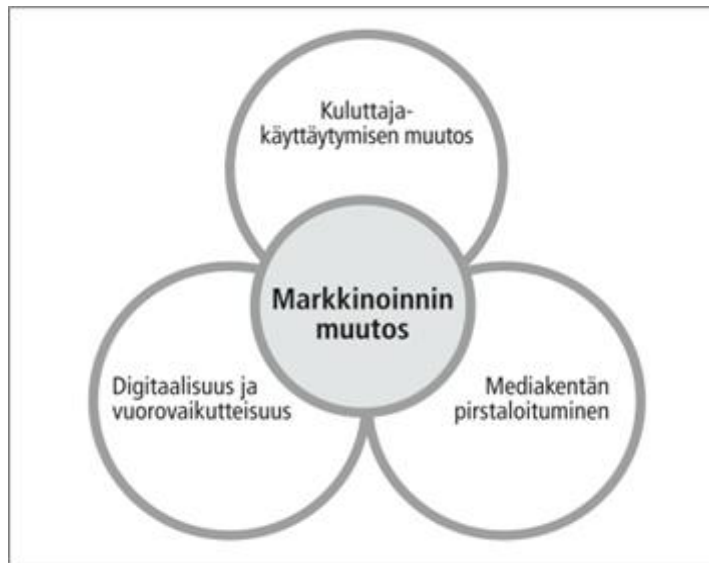 Kuluttaja-
käyttäytymisen muutos
Markkinoinnin
muutos
Digitaalisuus ja
vuorovaikutteisuus
Mediakentän
pirstaloituminen